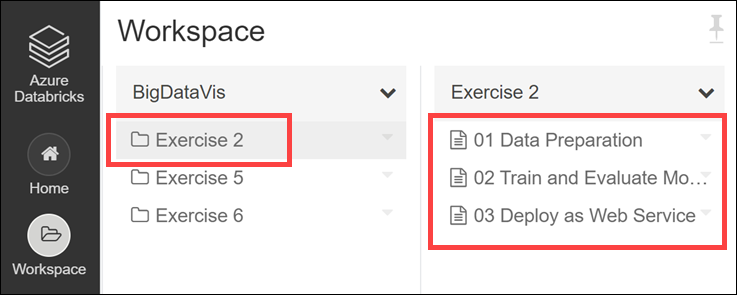 Azure
Databricks
Home
Workspace
Workspace
BigDataVis
Exercise 2
Exercise 5
Exercise 6
Exercise 2
01 Data Preparation
02 Train and Evaluate Mo...
03 Deploy as Web Service